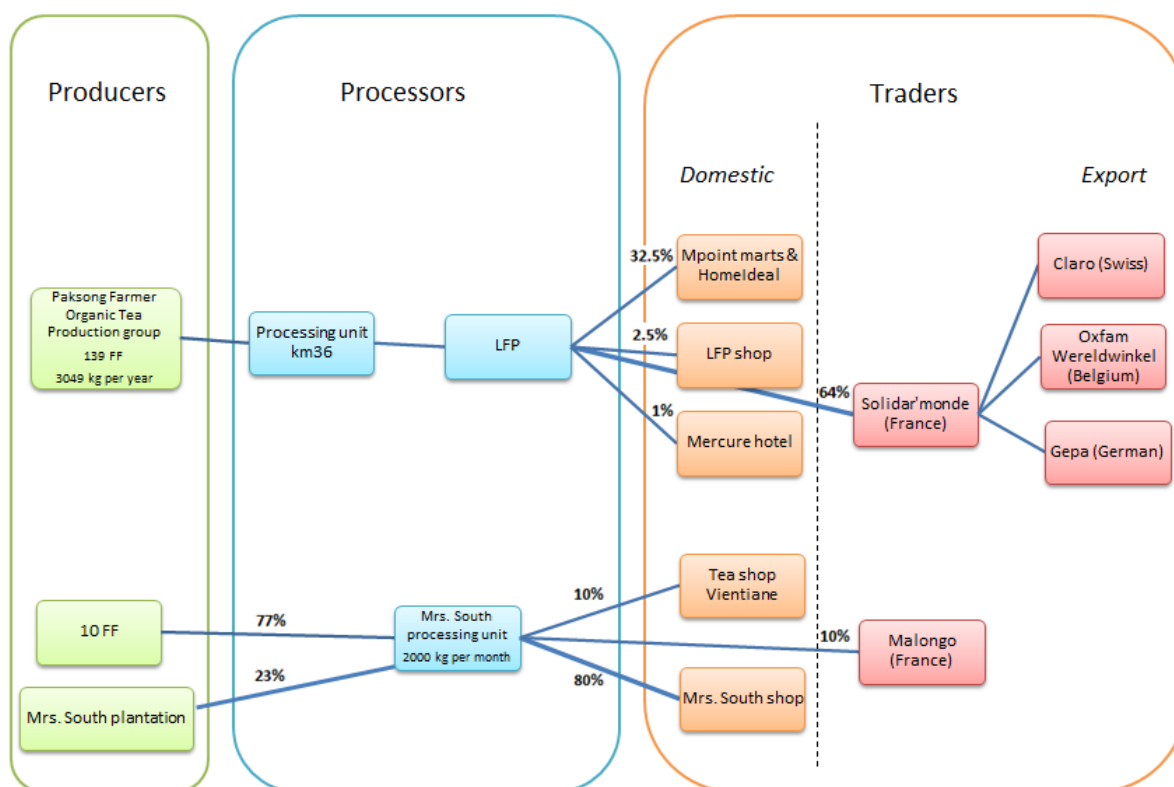 Producers
Processors
Traders
Domestic
Export
Paksong Farmer
Organic Tea
Production group
139 FF
3049 kg per year
Processing unit
km36
LFP
32.5%
Mpoint marts &
HomeIdeal
2.5%
LFP shop
1%
Mercure hotel
64%
Solidar'monde
(France)
Claro (Swiss)
Oxfam
Wereldwinkel
(Belgium)
Gepa (German)
10 FF
77%
Mrs. South plantation
23%
Mrs. South
processing unit
2000 kg per month
10%
Tea shop
Vientiane
10%
Malongo
(France)
80%
Mrs. South shop